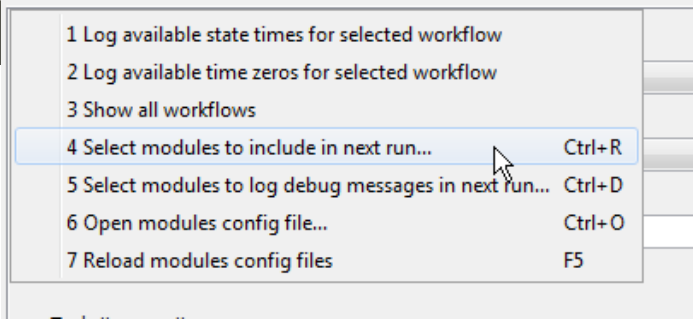 1 Log available state times for selected workflow
2 Log available time zeros for selected workflow
3 Show all workflows
4 Select modules to include in next run... Ctrl+R
5 Select modules to log debug messages in next run... Ctrl+D
6 Open modules config file... Ctrl+O
7 Reload modules config files F5